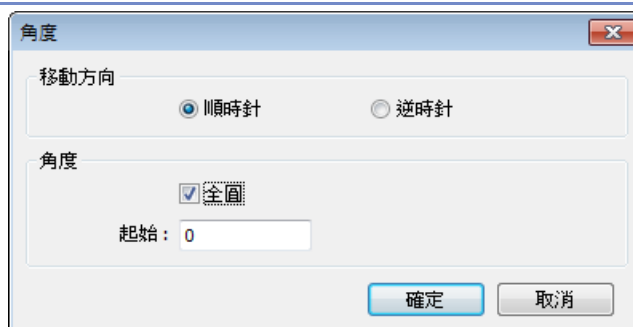 角度
移動方向
順時針 逆時針
角度
全圓
起始：0
確定 取消